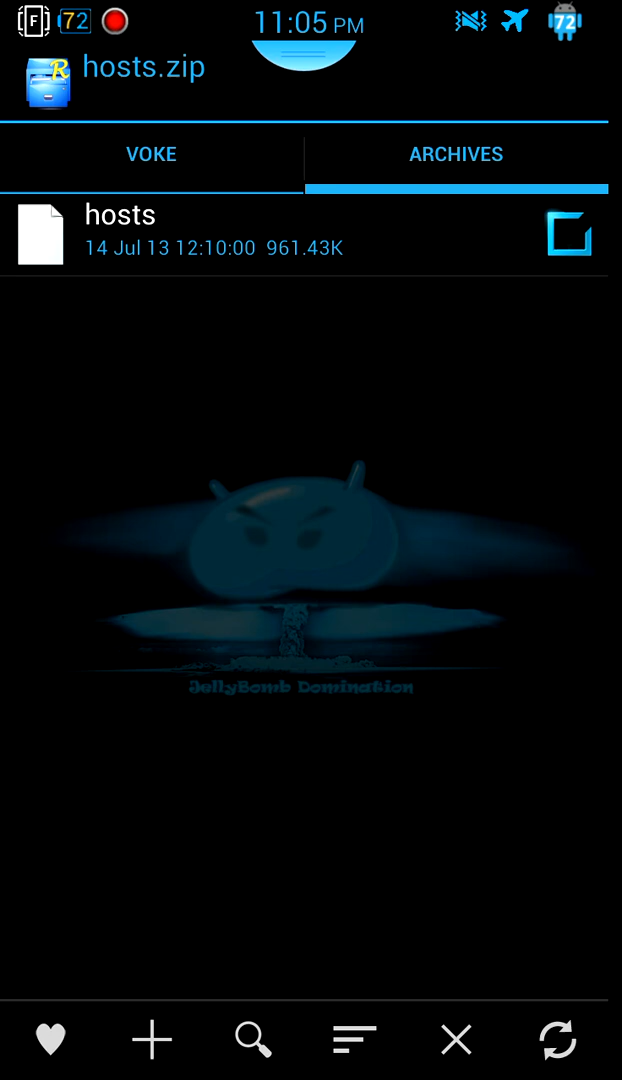 [F] 72 11:05 PM 72
R hosts.zip
VOKE ARCHIVES
hosts
14 Jul 13 12:10:00 961.43K
JellyBomb Domination